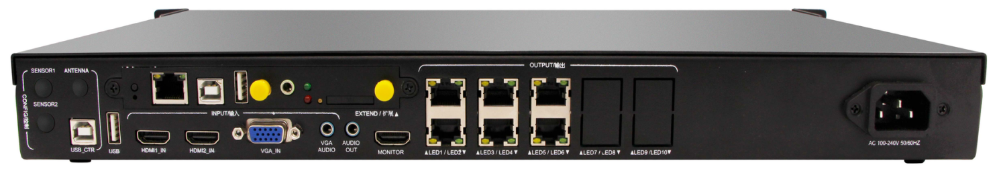 SENSOR1 ANTENNA
SENSOR2
CONFIG/控制
USB_CTR
USB
INPUT/输入
HDMI1_IN
HDMI2_IN
VGA_IN
VGA
AUDIO
AUDIO
OUT
EXTEND / 扩展▲
MONITOR
OUTPUT/输出
▲LED1 / LED2▼
▲LED3 / LED4▼
▲LED5 / LED6▼
▲LED7 / LED8▼
▲LED9 /LED10▼
AC 100-240V 50/60HZ